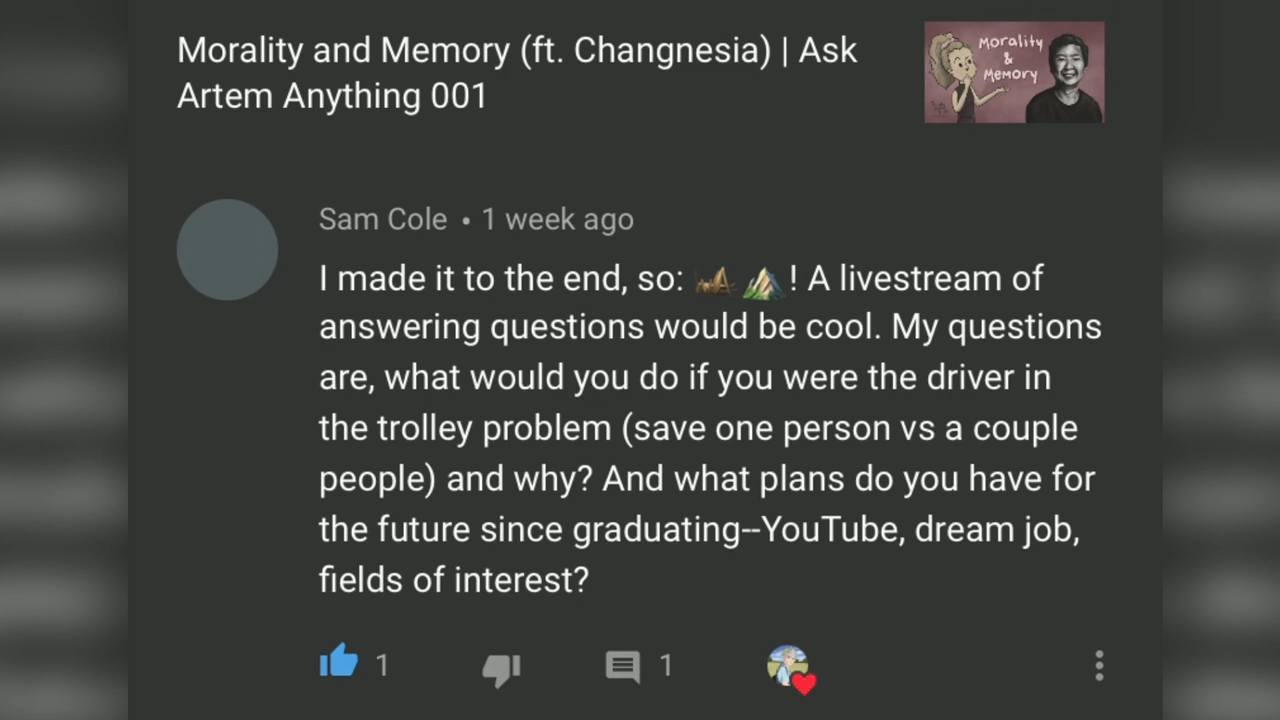 Morality and Memory (ft. Changnesia) | Ask
Artem Anything 001
Morality
&
Memory
Sam Cole • 1 week ago
I made it to the end, so: 🎢⛰️! A livestream of
answering questions would be cool. My questions
are, what would you do if you were the driver in
the trolley problem (save one person vs a couple
people) and why? And what plans do you have for
the future since graduating--YouTube, dream job,
fields of interest?
1
1